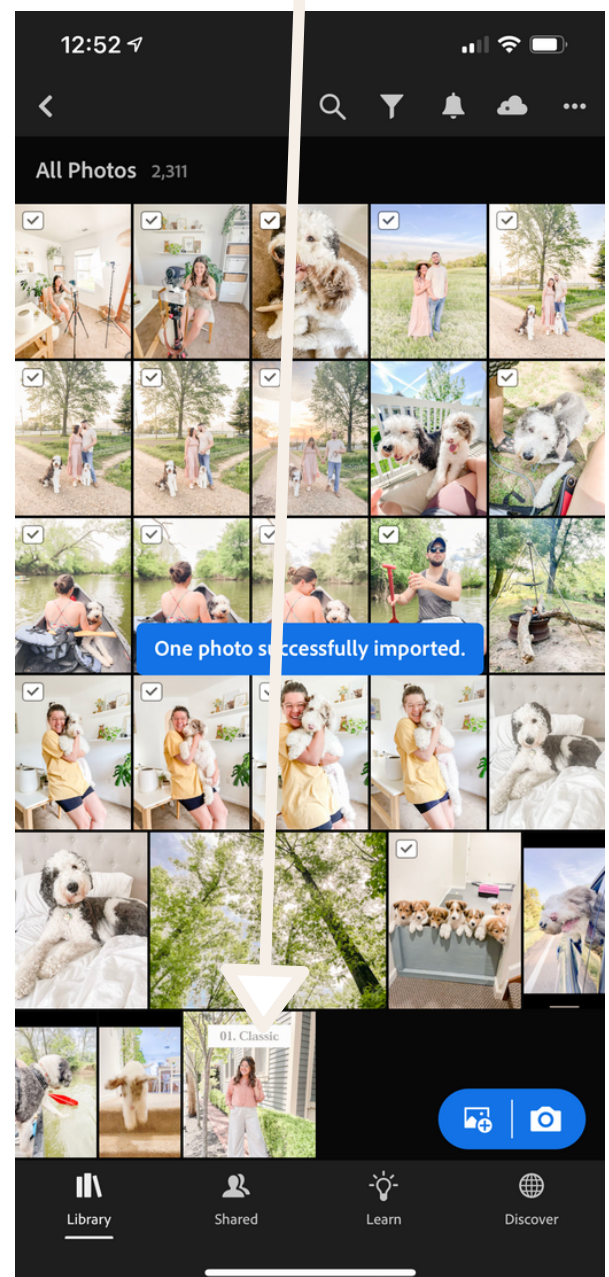 12:52
All Photos 2,311
One photo successfully imported.
01. Classic
Library Shared Learn Discover